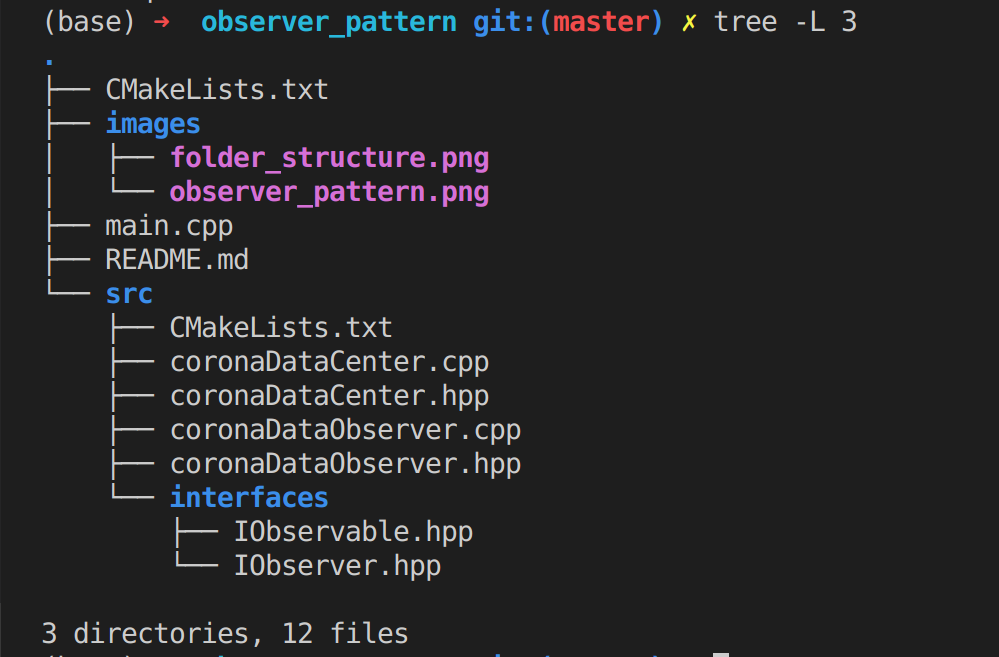 (base) ➜  observer_pattern git:(master) ✗ tree -L 3
.
├── CMakeLists.txt
├── images
│   ├── folder_structure.png
│   └── observer_pattern.png
├── main.cpp
├── README.md
└── src
    ├── CMakeLists.txt
    ├── coronaDataCenter.cpp
    ├── coronaDataCenter.hpp
    ├── coronaDataObserver.cpp
    ├── coronaDataObserver.hpp
    └── interfaces
        ├── IObservable.hpp
        └── IObserver.hpp

3 directories, 12 files